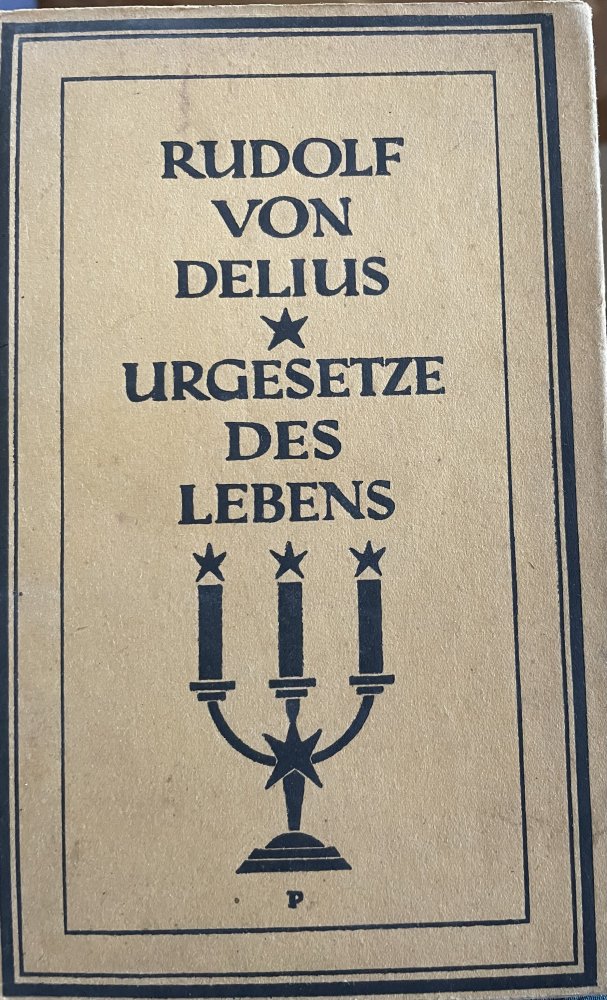 RUDOLF
VON
DELIUS
URGESETZE
DES
LEBENS
P